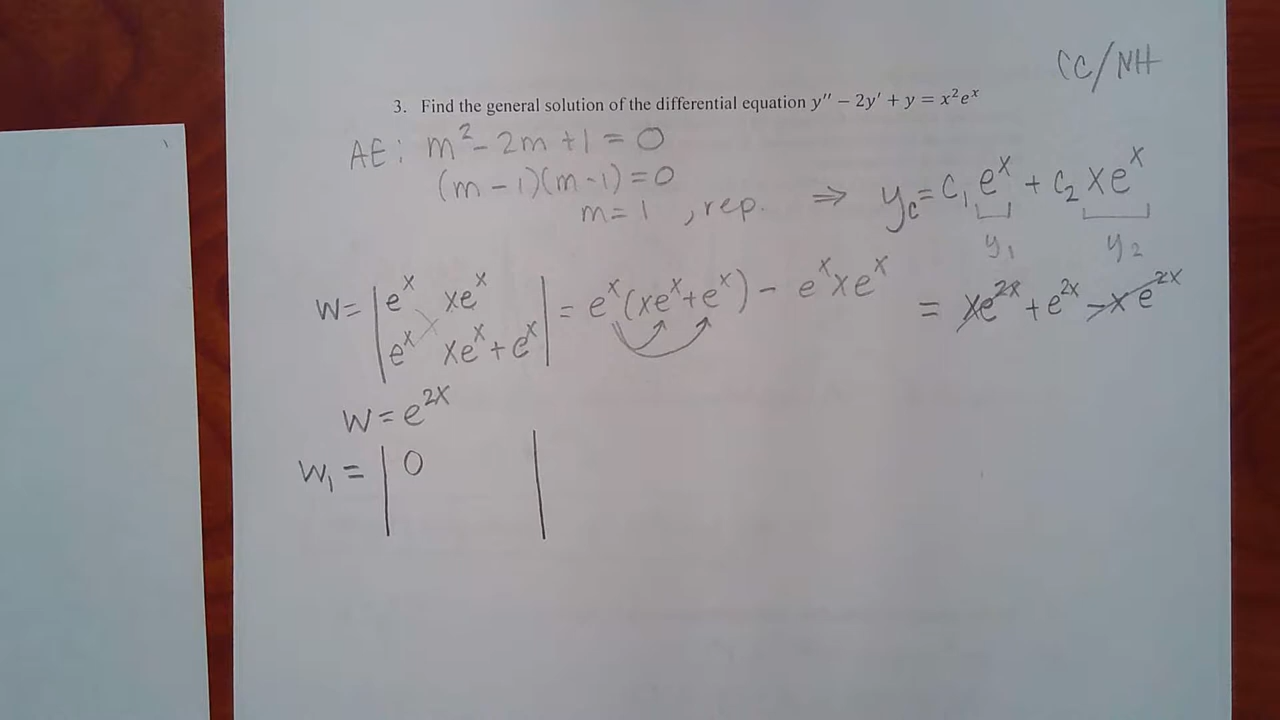 CC/NH
3. Find the general solution of the differential equation y″ − 2y′ + y = x²eˣ
AE: m² - 2m + 1 = 0
(m - 1)(m - 1) = 0
m = 1 , rep. ⇒ y_c = c₁eˣ + c₂xeˣ
y₁ y₂
W = |eˣ xeˣ| = eˣ(xeˣ + eˣ) - eˣxeˣ = xe²ˣ + e²ˣ - xe²ˣ
|eˣ xeˣ + eˣ|
W = e²ˣ
W₁ = |0 |